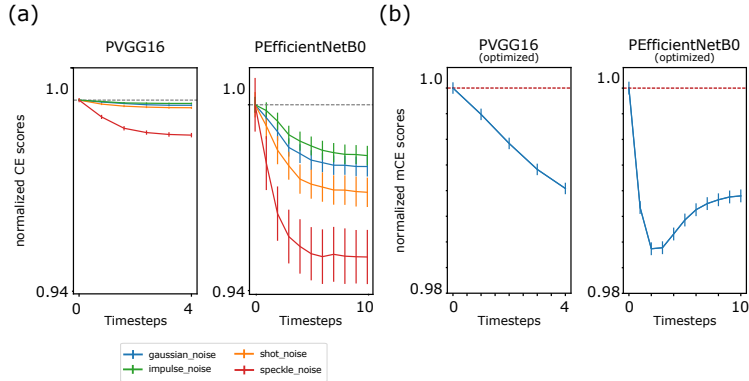 (a)
PVGG16
PEfficientNetB0
normalized CE scores
1.0
0.94
0
4
Timesteps
1.0
0.94
0
10
Timesteps
gaussian_noise
shot_noise
impulse_noise
speckle_noise
(b)
PVGG16
(optimized)
PEfficientNetB0
(optimized)
normalized mCE scores
1.0
0.98
0
4
Timesteps
1.0
0.98
0
10
Timesteps